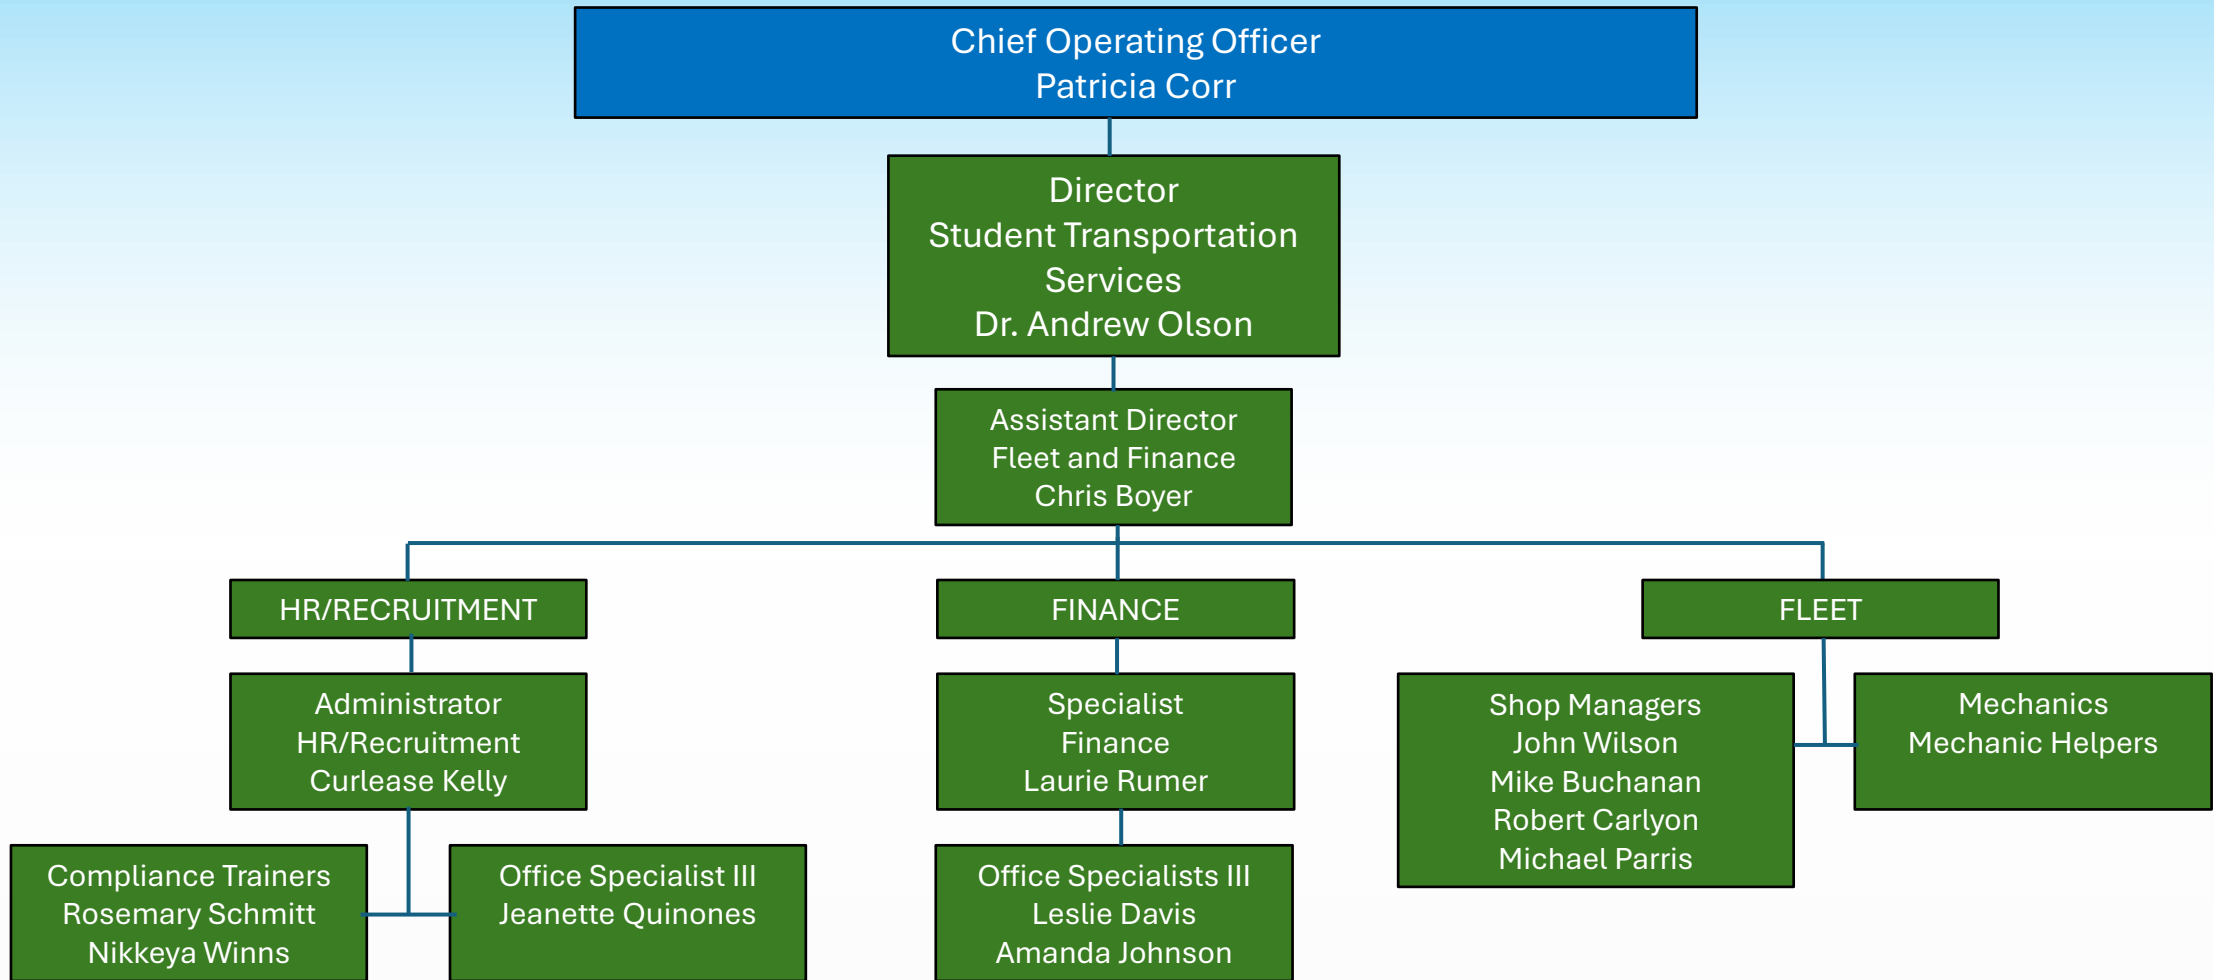 Chief Operating Officer
Patricia Corr
Director
Student Transportation
Services
Dr. Andrew Olson
Assistant Director
Fleet and Finance
Chris Boyer
HR/RECRUITMENT
FINANCE
FLEET
Administrator
HR/Recruitment
Curlease Kelly
Specialist
Finance
Laurie Rumer
Shop Managers
John Wilson
Mike Buchanan
Robert Carlyon
Michael Parris
Mechanics
Mechanic Helpers
Compliance Trainers
Rosemary Schmitt
Nikkeya Winns
Office Specialist III
Jeanette Quinones
Office Specialists III
Leslie Davis
Amanda Johnson